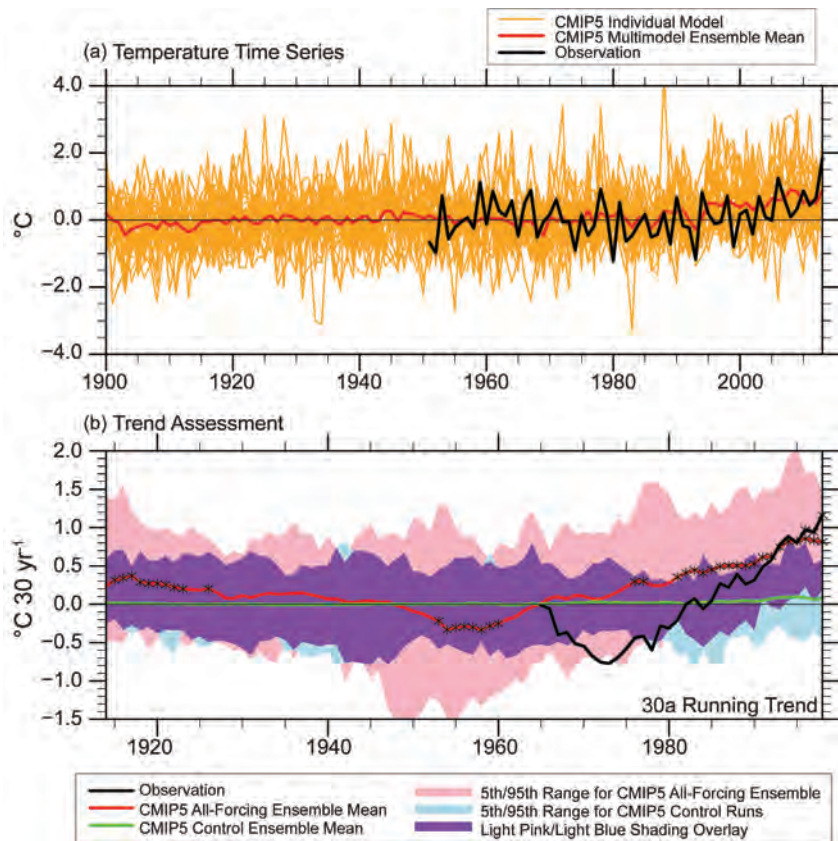 CMIP5 Individual Model
CMIP5 Multimodel Ensemble Mean
Observation
(a) Temperature Time Series
4.0
2.0
0.0
−2.0
−4.0
°C
1900
1920
1940
1960
1980
2000
(b) Trend Assessment
2.0
1.5
1.0
0.5
0.0
−0.5
−1.0
−1.5
°C 30 yr⁻¹
30a Running Trend
1920
1940
1960
1980
Observation
CMIP5 All-Forcing Ensemble Mean
CMIP5 Control Ensemble Mean
5th/95th Range for CMIP5 All-Forcing Ensemble
5th/95th Range for CMIP5 Control Runs
Light Pink/Light Blue Shading Overlay